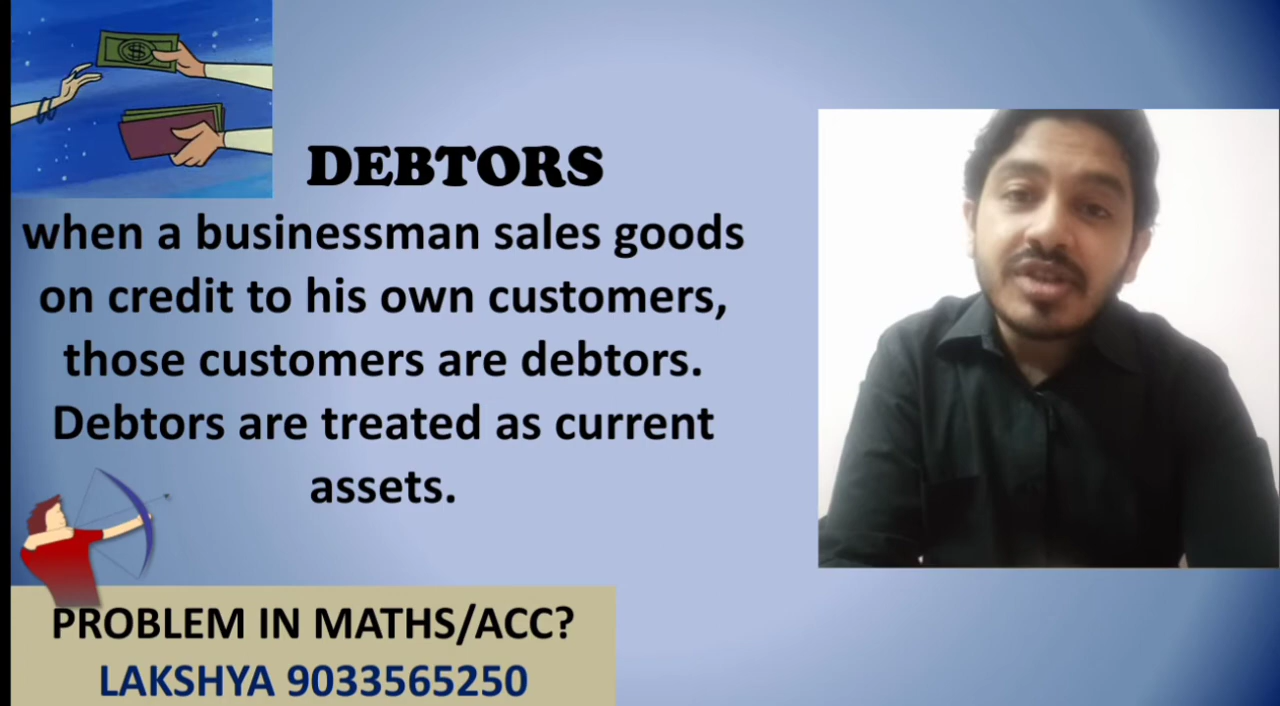 DEBTORS
when a businessman sales goods
on credit to his own customers,
those customers are debtors.
Debtors are treated as current
assets.
PROBLEM IN MATHS/ACC?
LAKSHYA 9033565250